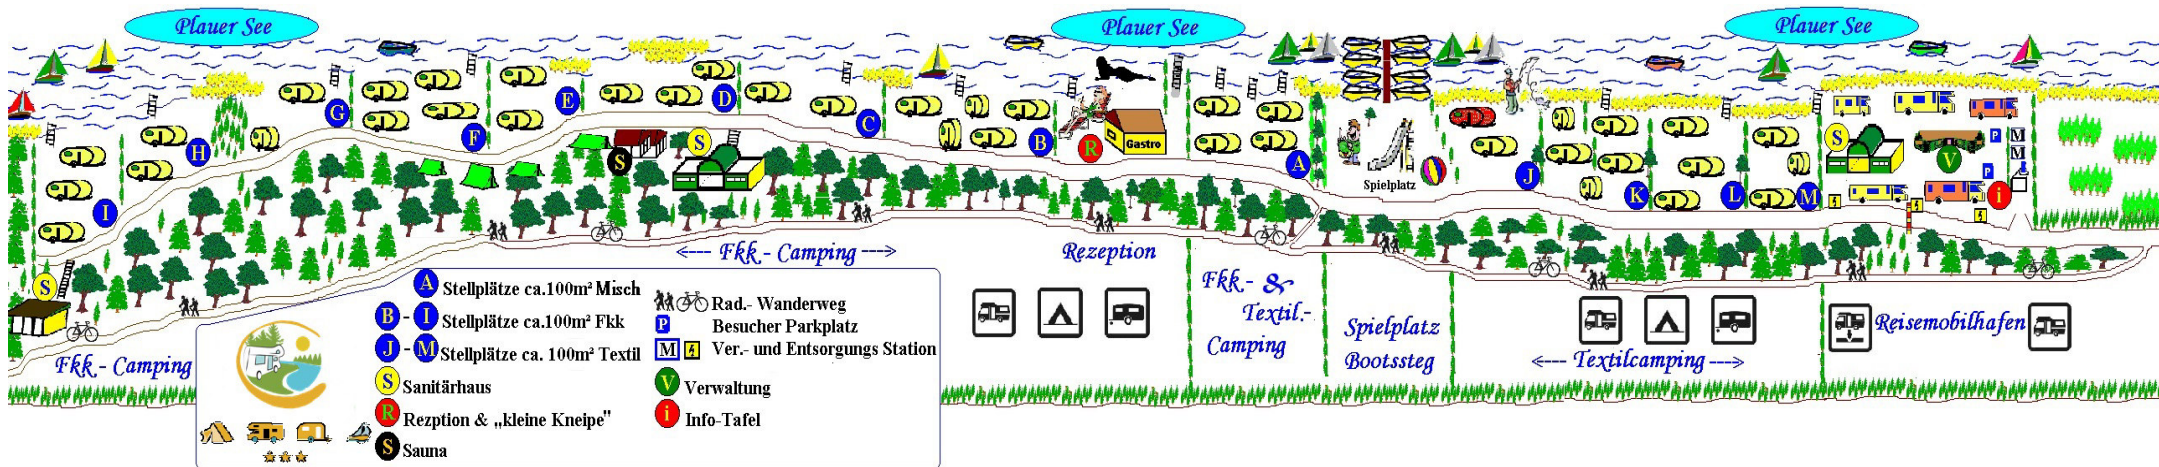 Plauer See
Plauer See
Plauer See
G
E
D
F
H
C
B
I
S
S
R
Gastro
A
Spielplatz
J
K
L
M
S
V
P
P
M
M
i
S
<---- Fkk.- Camping --->
Rezeption
Fkk.- &
Textil.-
Camping
Spielplatz
Bootssteg
<---- Textilcamping --->
Reisemobilhafen
Fkk.- Camping
A Stellplätze ca.100m² Misch
B - I Stellplätze ca.100m² Fkk
J - M Stellplätze ca. 100m² Textil
S Sanitärhaus
R Rezption & „kleine Kneipe"
S Sauna
Rad.- Wanderweg
P Besucher Parkplatz
M Ver.- und Entsorgungs Station
V Verwaltung
i Info-Tafel